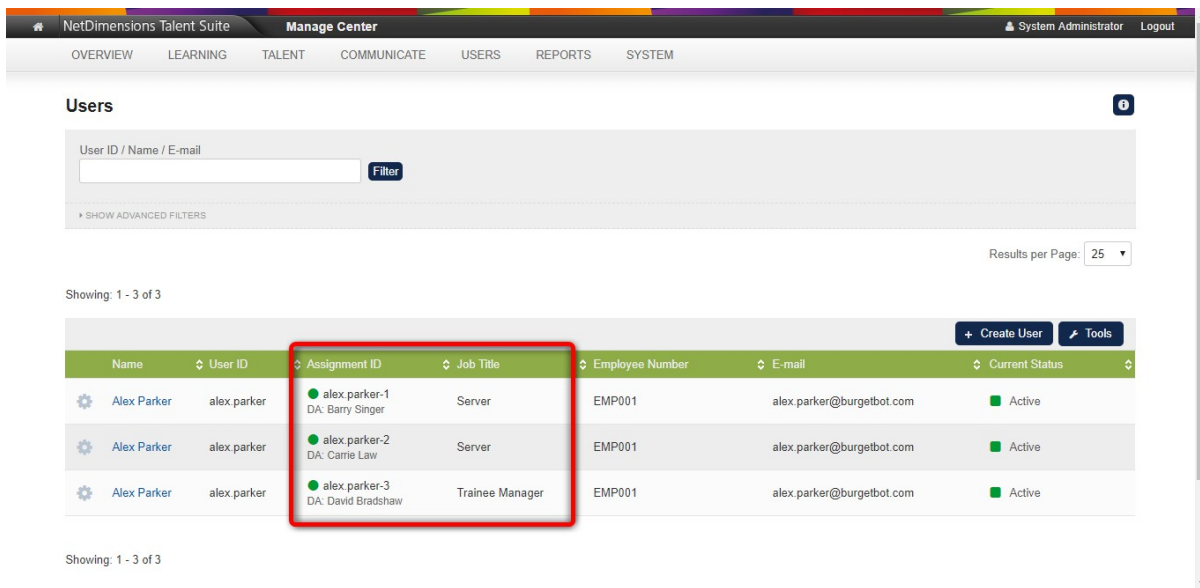 NetDimensions Talent Suite Manage Center System Administrator Logout
OVERVIEW LEARNING TALENT COMMUNICATE USERS REPORTS SYSTEM
Users
User ID / Name / E-mail
Filter
SHOW ADVANCED FILTERS
Results per Page: 25
Showing: 1 - 3 of 3
+ Create User Tools
Name User ID Assignment ID Job Title Employee Number E-mail Current Status
Alex Parker alex.parker alex.parker-1 Server EMP001 alex.parker@burgetbot.com Active
DA: Barry Singer
Alex Parker alex.parker alex.parker-2 Server EMP001 alex.parker@burgetbot.com Active
DA: Carrie Law
Alex Parker alex.parker alex.parker-3 Trainee Manager EMP001 alex.parker@burgetbot.com Active
DA: David Bradshaw
Showing: 1 - 3 of 3